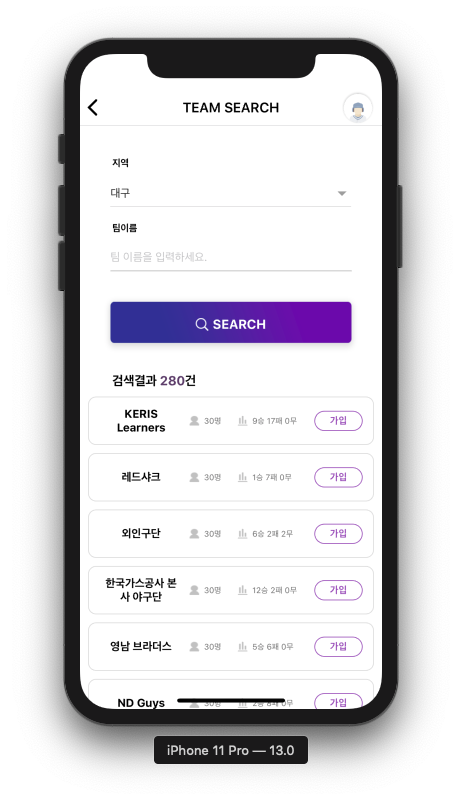 TEAM SEARCH
지역
대구
팀이름
팀 이름을 입력하세요.
SEARCH
검색결과 280건
KERIS
Learners
30명
9승 17패 0무
가입
레드샤크
30명
1승 7패 0무
가입
외인구단
30명
6승 2패 2무
가입
한국가스공사 본
사 야구단
30명
12승 2패 0무
가입
영남 브라더스
30명
5승 6패 0무
가입
ND Guys
30명
2승 8패 0무
가입
iPhone 11 Pro — 13.0